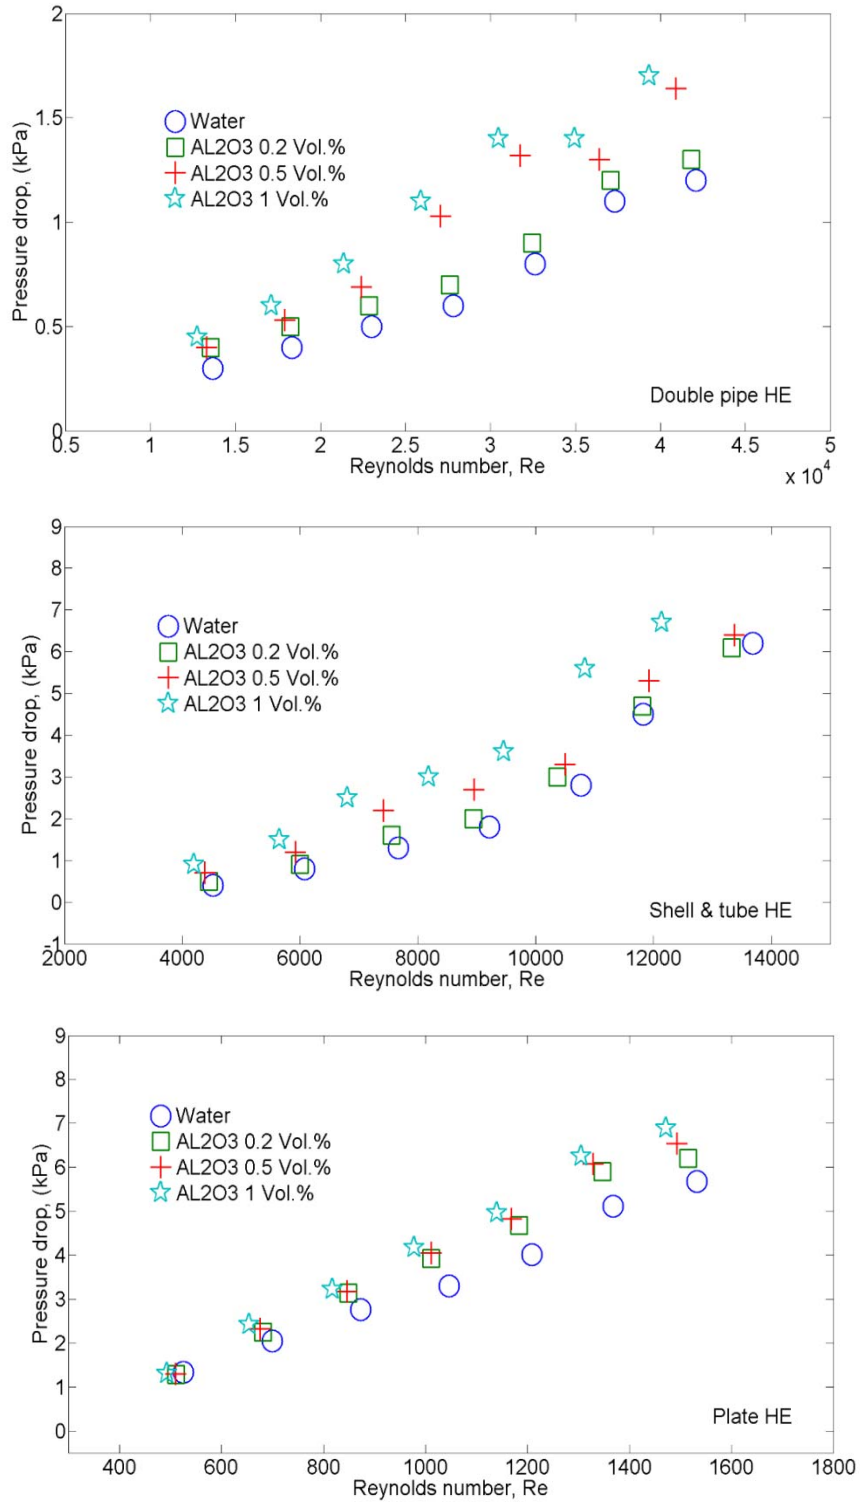 2
1.5
1
0.5
0
Pressure drop, (kPa)
Water
AL2O3 0.2 Vol.%
AL2O3 0.5 Vol.%
AL2O3 1 Vol.%
Double pipe HE
0.5 1 1.5 2 2.5 3 3.5 4 4.5 5
Reynolds number, Re
x 10⁴
9
8
7
6
5
4
3
2
1
0
-1
Pressure drop, (kPa)
Water
AL2O3 0.2 Vol.%
AL2O3 0.5 Vol.%
AL2O3 1 Vol.%
Shell & tube HE
2000 4000 6000 8000 10000 12000 14000
Reynolds number, Re
9
8
7
6
5
4
3
2
1
0
Pressure drop, (kPa)
Water
AL2O3 0.2 Vol.%
AL2O3 0.5 Vol.%
AL2O3 1 Vol.%
Plate HE
400 600 800 1000 1200 1400 1600 1800
Reynolds number, Re